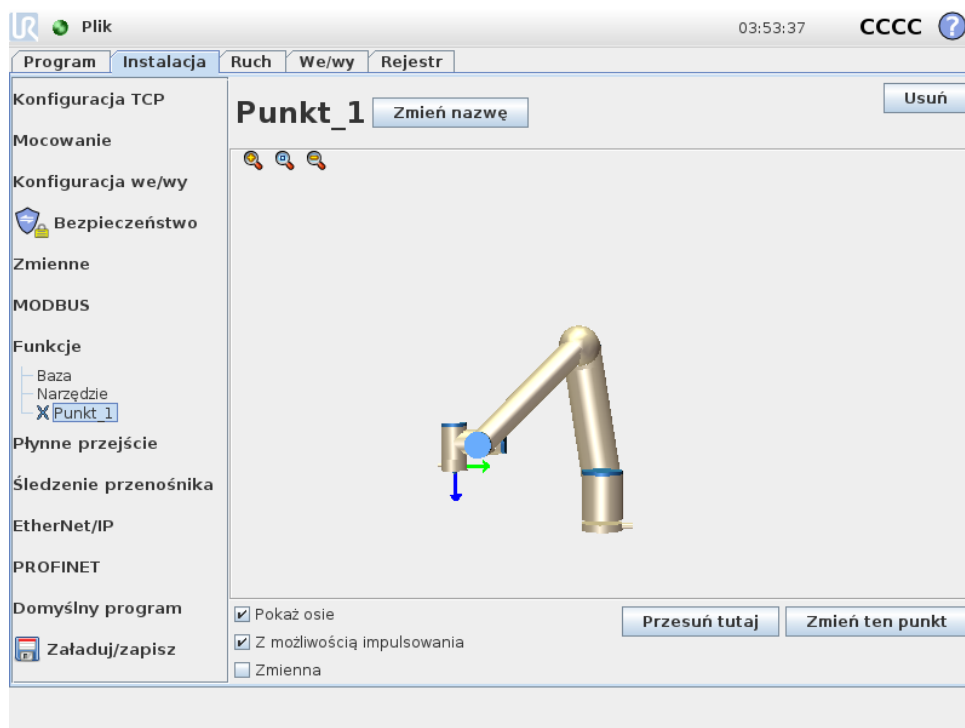 UR Plik 03:53:37 CCCC ?
Program Instalacja Ruch We/wy Rejestr
Konfiguracja TCP
Mocowanie
Konfiguracja we/wy
Bezpieczeństwo
Zmienne
MODBUS
Funkcje
Baza
Narzędzie
Punkt_1
Płynne przejście
Śledzenie przenośnika
EtherNet/IP
PROFINET
Domyślny program
Załaduj/zapisz
Punkt_1 Zmień nazwę Usuń
Pokaż osie
Z możliwością impulsowania
Zmienna
Przesuń tutaj Zmień ten punkt